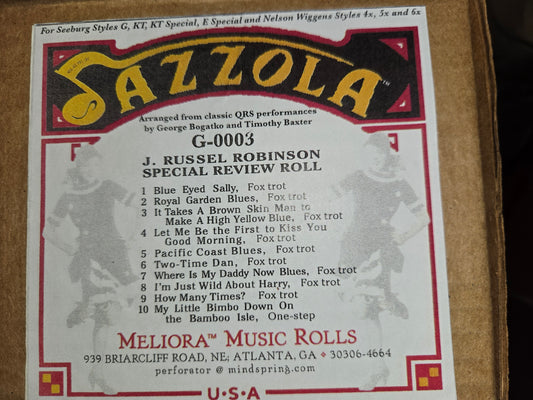 For Seeburg Styles G, KT, KT Special, E Special and Nelson Wiggens Styles 4x, 5x and 6x
JAZZOLA™
Arranged from classic QRS performances
by George Bogatko and Timothy Baxter
G-0003
J. RUSSEL ROBINSON
SPECIAL REVIEW ROLL
1 Blue Eyed Sally, Fox trot
2 Royal Garden Blues, Fox trot
3 It Takes A Brown Skin Man to
Make A High Yellow Blue, Fox trot
4 Let Me Be the First to Kiss You
Good Morning, Fox trot
5 Pacific Coast Blues, Fox trot
6 Two-Time Dan, Fox trot
7 Where Is My Daddy Now Blues, Fox trot
8 I'm Just Wild About Harry, Fox trot
9 How Many Times? Fox trot
10 My Little Bimbo Down On
the Bamboo Isle, One-step
MELIORA™ MUSIC ROLLS
939 BRIARCLIFF ROAD, NE; ATLANTA, GA ♦ 30306-4664
perforator @ mindspring.com
U·S·A